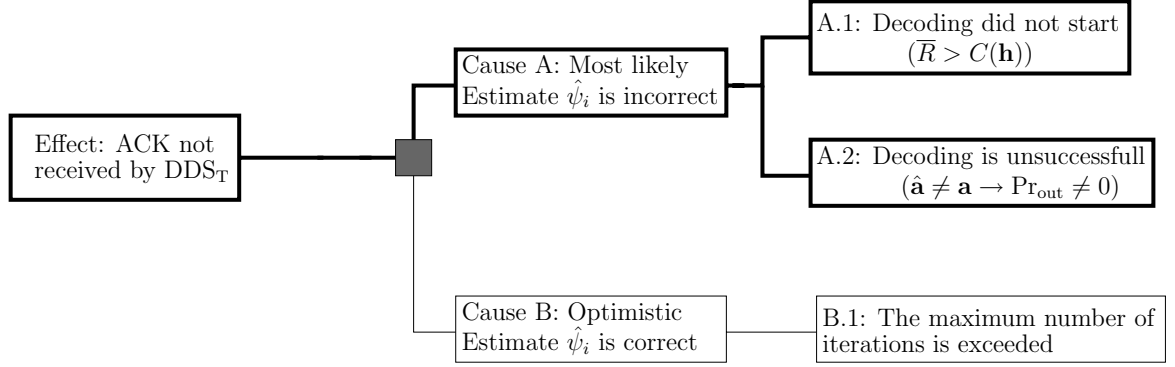 Effect: ACK not
received by DDS_T
Cause A: Most likely
Estimate ψ̂_i is incorrect
A.1: Decoding did not start
(R̅ > C(𝐡))
A.2: Decoding is unsuccessfull
(𝐚̂ ≠ 𝐚 → Pr_out ≠ 0)
Cause B: Optimistic
Estimate ψ̂_i is correct
B.1: The maximum number of
iterations is exceeded